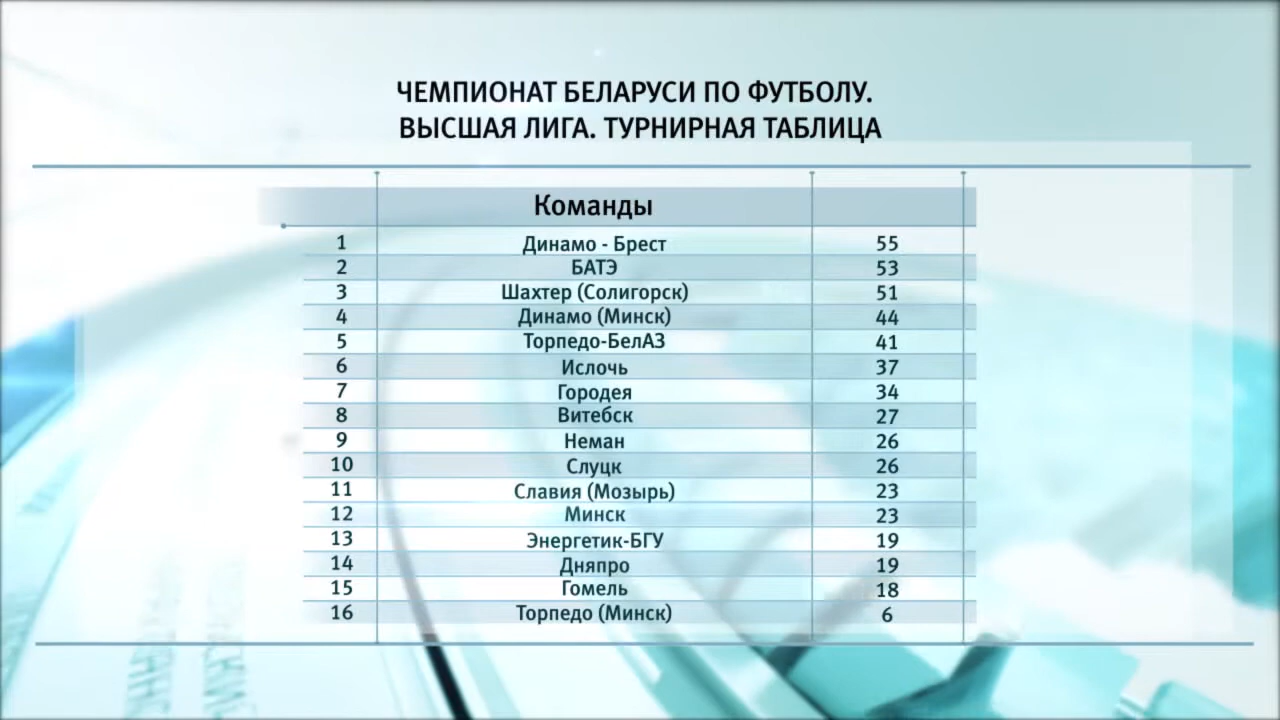 ЧЕМПИОНАТ БЕЛАРУСИ ПО ФУТБОЛУ.
ВЫСШАЯ ЛИГА. ТУРНИРНАЯ ТАБЛИЦА
Команды
1 Динамо - Брест 55
2 БАТЭ 53
3 Шахтер (Солигорск) 51
4 Динамо (Минск) 44
5 Торпедо-БелАЗ 41
6 Ислочь 37
7 Городея 34
8 Витебск 27
9 Неман 26
10 Слуцк 26
11 Славия (Мозырь) 23
12 Минск 23
13 Энергетик-БГУ 19
14 Дняпро 19
15 Гомель 18
16 Торпедо (Минск) 6